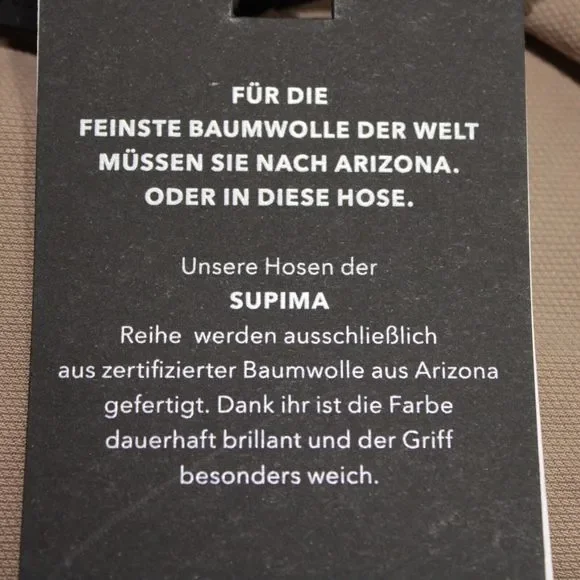 FÜR DIE
FEINSTE BAUMWOLLE DER WELT
MÜSSEN SIE NACH ARIZONA.
ODER IN DIESE HOSE.
Unsere Hosen der
SUPIMA
Reihe werden ausschließlich
aus zertifizierter Baumwolle aus Arizona
gefertigt. Dank ihr ist die Farbe
dauerhaft brillant und der Griff
besonders weich.